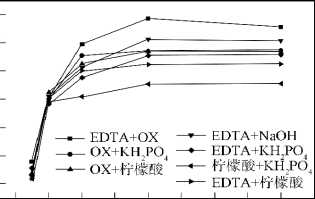 EDTA+OX
OX+KH2PO4
OX+柠檬酸
EDTA+NaOH
EDTA+KH2PO4
柠檬酸+KH2PO4
EDTA+柠檬酸